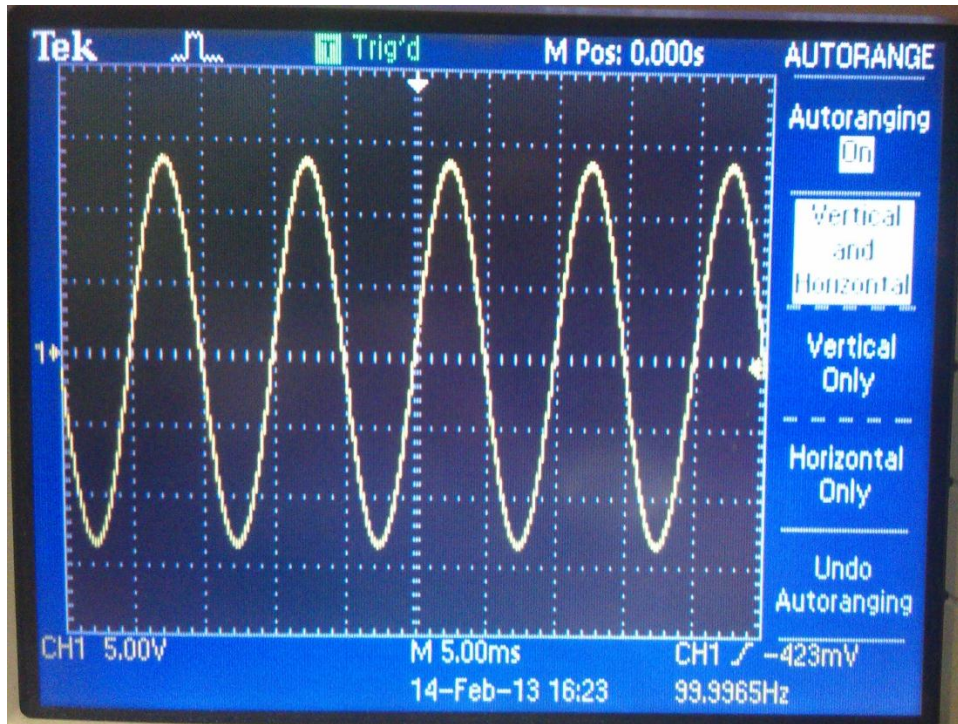 Tek T Trig'd M Pos: 0.000s AUTORANGE
Autoranging
On
Vertical
and
Horizontal
1
Vertical
Only
Horizontal
Only
Undo
Autoranging
CH1 5.00V M 5.00ms CH1 -423mV
14-Feb-13 16:23 99.9965Hz